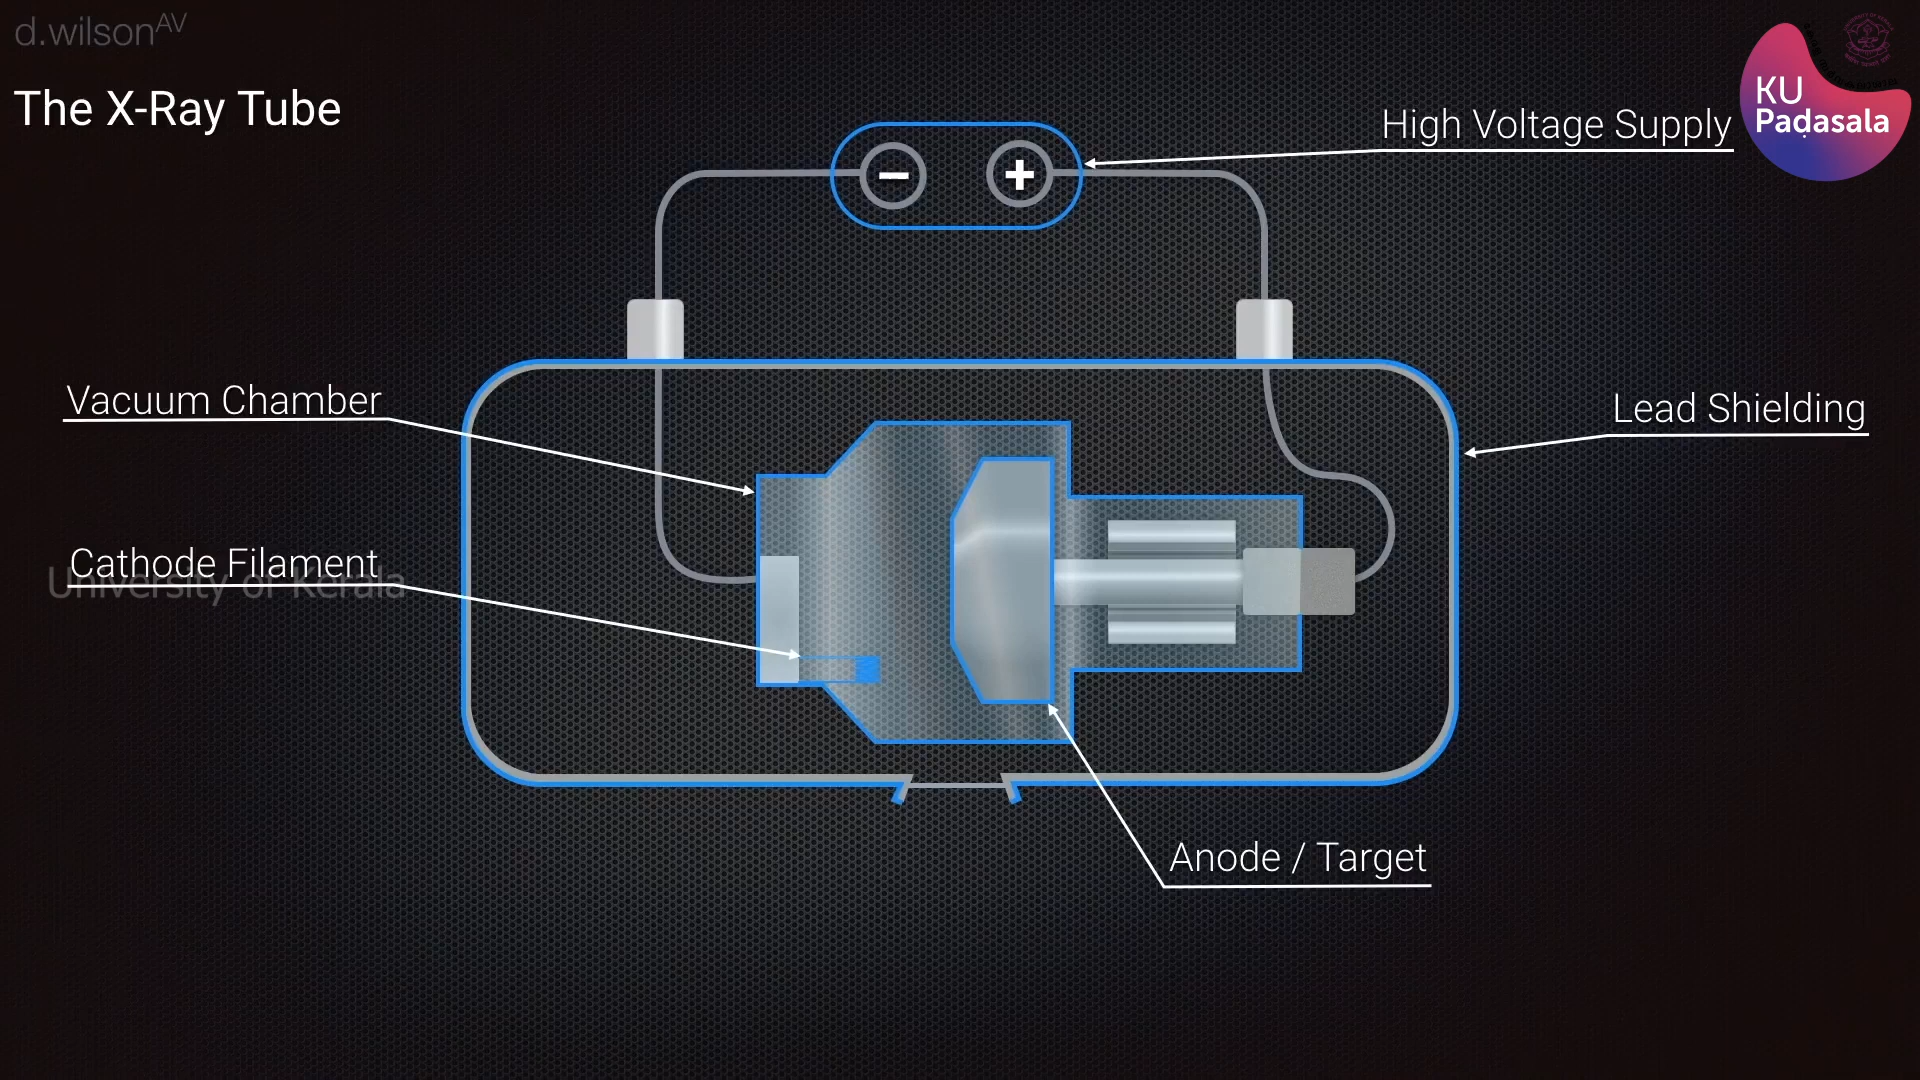 d.wilsonAV
The X-Ray Tube
KU
Padasala
High Voltage Supply
Vacuum Chamber
Lead Shielding
Cathode Filament
University of Kerala
Anode / Target